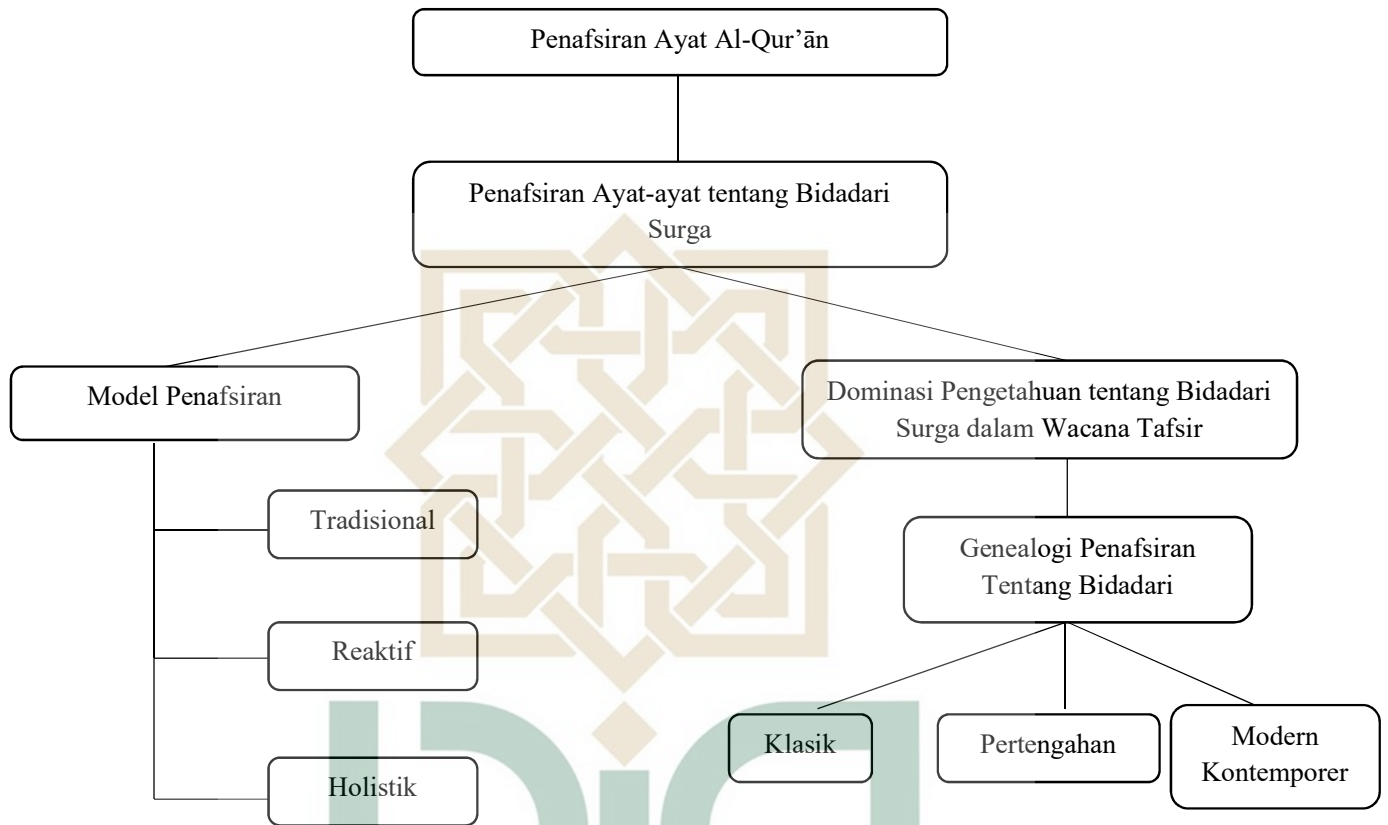 Penafsiran Ayat Al-Qur’ān
Penafsiran Ayat-ayat tentang Bidadari
Surga
Model Penafsiran
Tradisional
Reaktif
Holistik
Dominasi Pengetahuan tentang Bidadari
Surga dalam Wacana Tafsir
Genealogi Penafsiran
Tentang Bidadari
Klasik
Pertengahan
Modern
Kontemporer